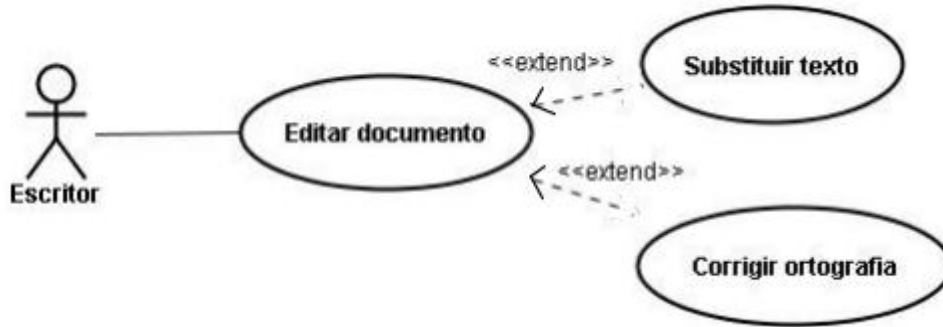 <<extend>>
Substituir texto
Editar documento
<<extend>>
Escritor
Corrigir ortografia